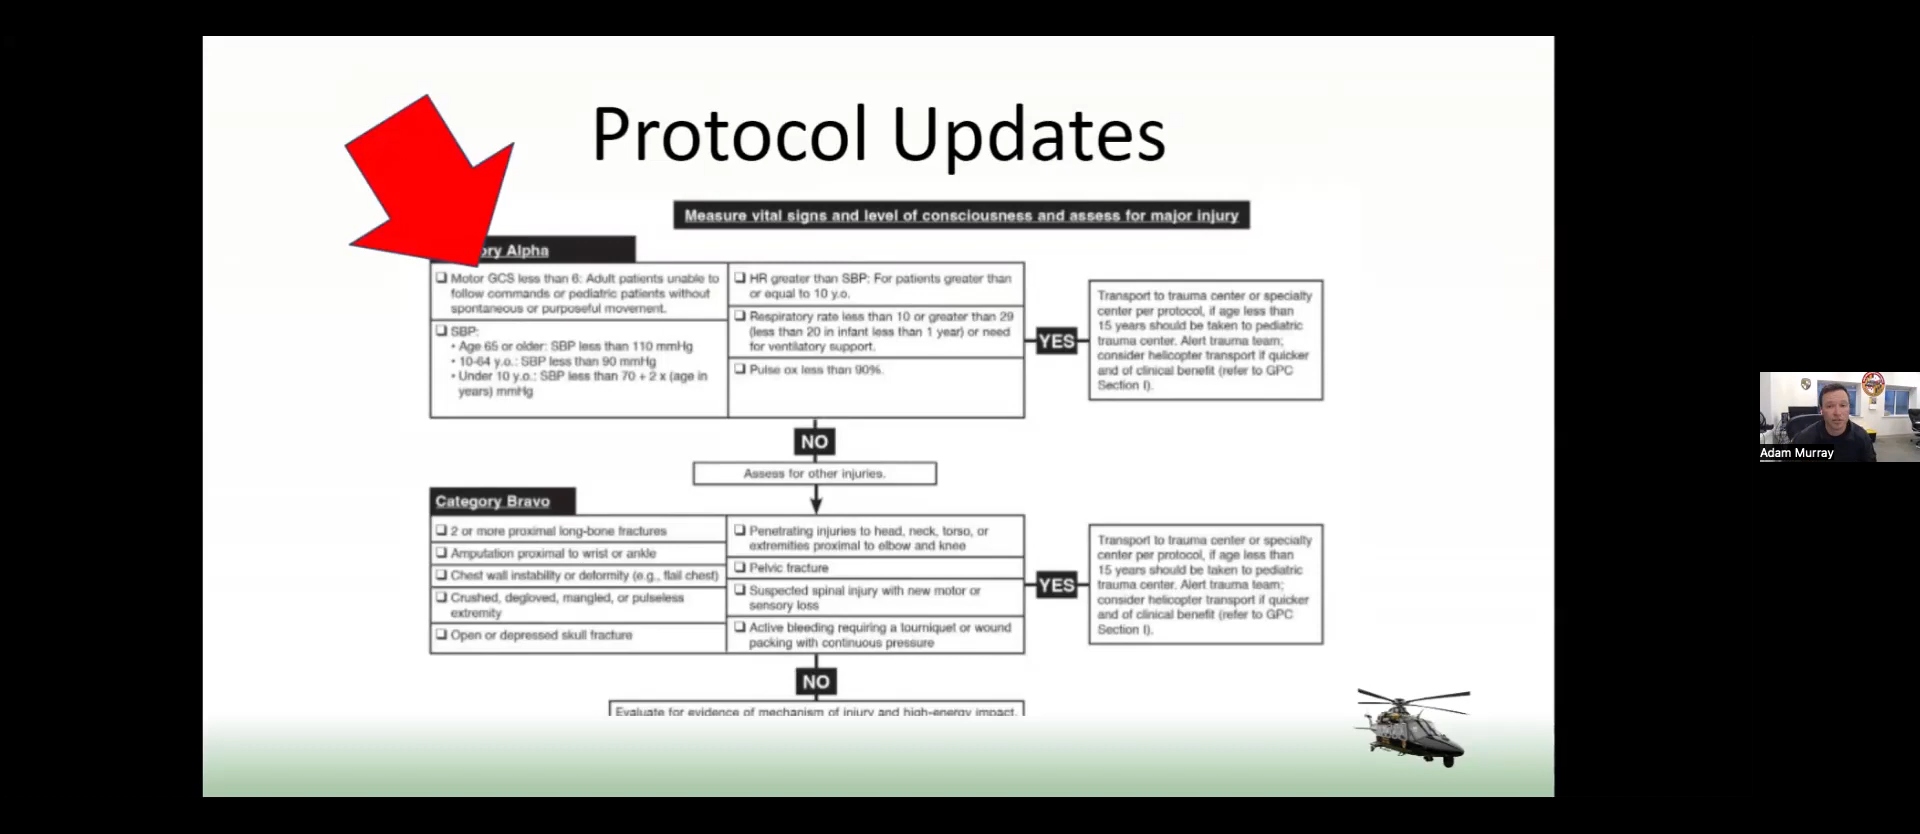 Protocol Updates
Measure vital signs and level of consciousness and assess for major injury
ory Alpha
❑ Motor GCS less than 6: Adult patients unable to
follow commands or pediatric patients without
spontaneous or purposeful movement.
❑ SBP:
• Age 65 or older: SBP less than 110 mmHg
• 10-64 y.o.: SBP less than 90 mmHg
• Under 10 y.o.: SBP less than 70 + 2 x (age in
years) mmHg
❑ HR greater than SBP: For patients greater than
or equal to 10 y.o.
❑ Respiratory rate less than 10 or greater than 29
(less than 20 in infant less than 1 year) or need
for ventilatory support.
❑ Pulse ox less than 90%.
YES
Transport to trauma center or specialty
center per protocol, if age less than
15 years should be taken to pediatric
trauma center. Alert trauma team;
consider helicopter transport if quicker
and of clinical benefit (refer to GPC
Section I).
NO
Assess for other injuries.
Category Bravo
❑ 2 or more proximal long-bone fractures
❑ Amputation proximal to wrist or ankle
❑ Chest wall instability or deformity (e.g., flail chest)
❑ Crushed, degloved, mangled, or pulseless
extremity
❑ Open or depressed skull fracture
❑ Penetrating injuries to head, neck, torso, or
extremities proximal to elbow and knee
❑ Pelvic fracture
❑ Suspected spinal injury with new motor or
sensory loss
❑ Active bleeding requiring a tourniquet or wound
packing with continuous pressure
YES
Transport to trauma center or specialty
center per protocol, if age less than
15 years should be taken to pediatric
trauma center. Alert trauma team;
consider helicopter transport if quicker
and of clinical benefit (refer to GPC
Section I).
NO
Evaluate for evidence of mechanism of injury and high-energy impact.
Adam Murray